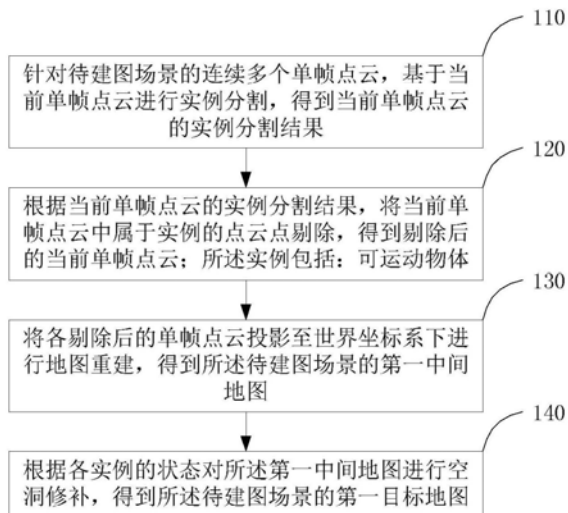 110
针对待建图场景的连续多个单帧点云，基于当
前单帧点云进行实例分割，得到当前单帧点云
的实例分割结果
120
根据当前单帧点云的实例分割结果，将当前单
帧点云中属于实例的点云点剔除，得到剔除后
的当前单帧点云；所述实例包括：可运动物体
130
将各剔除后的单帧点云投影至世界坐标系下进
行地图重建，得到所述待建图场景的第一中间
地图
140
根据各实例的状态对所述第一中间地图进行空
洞修补，得到所述待建图场景的第一目标地图